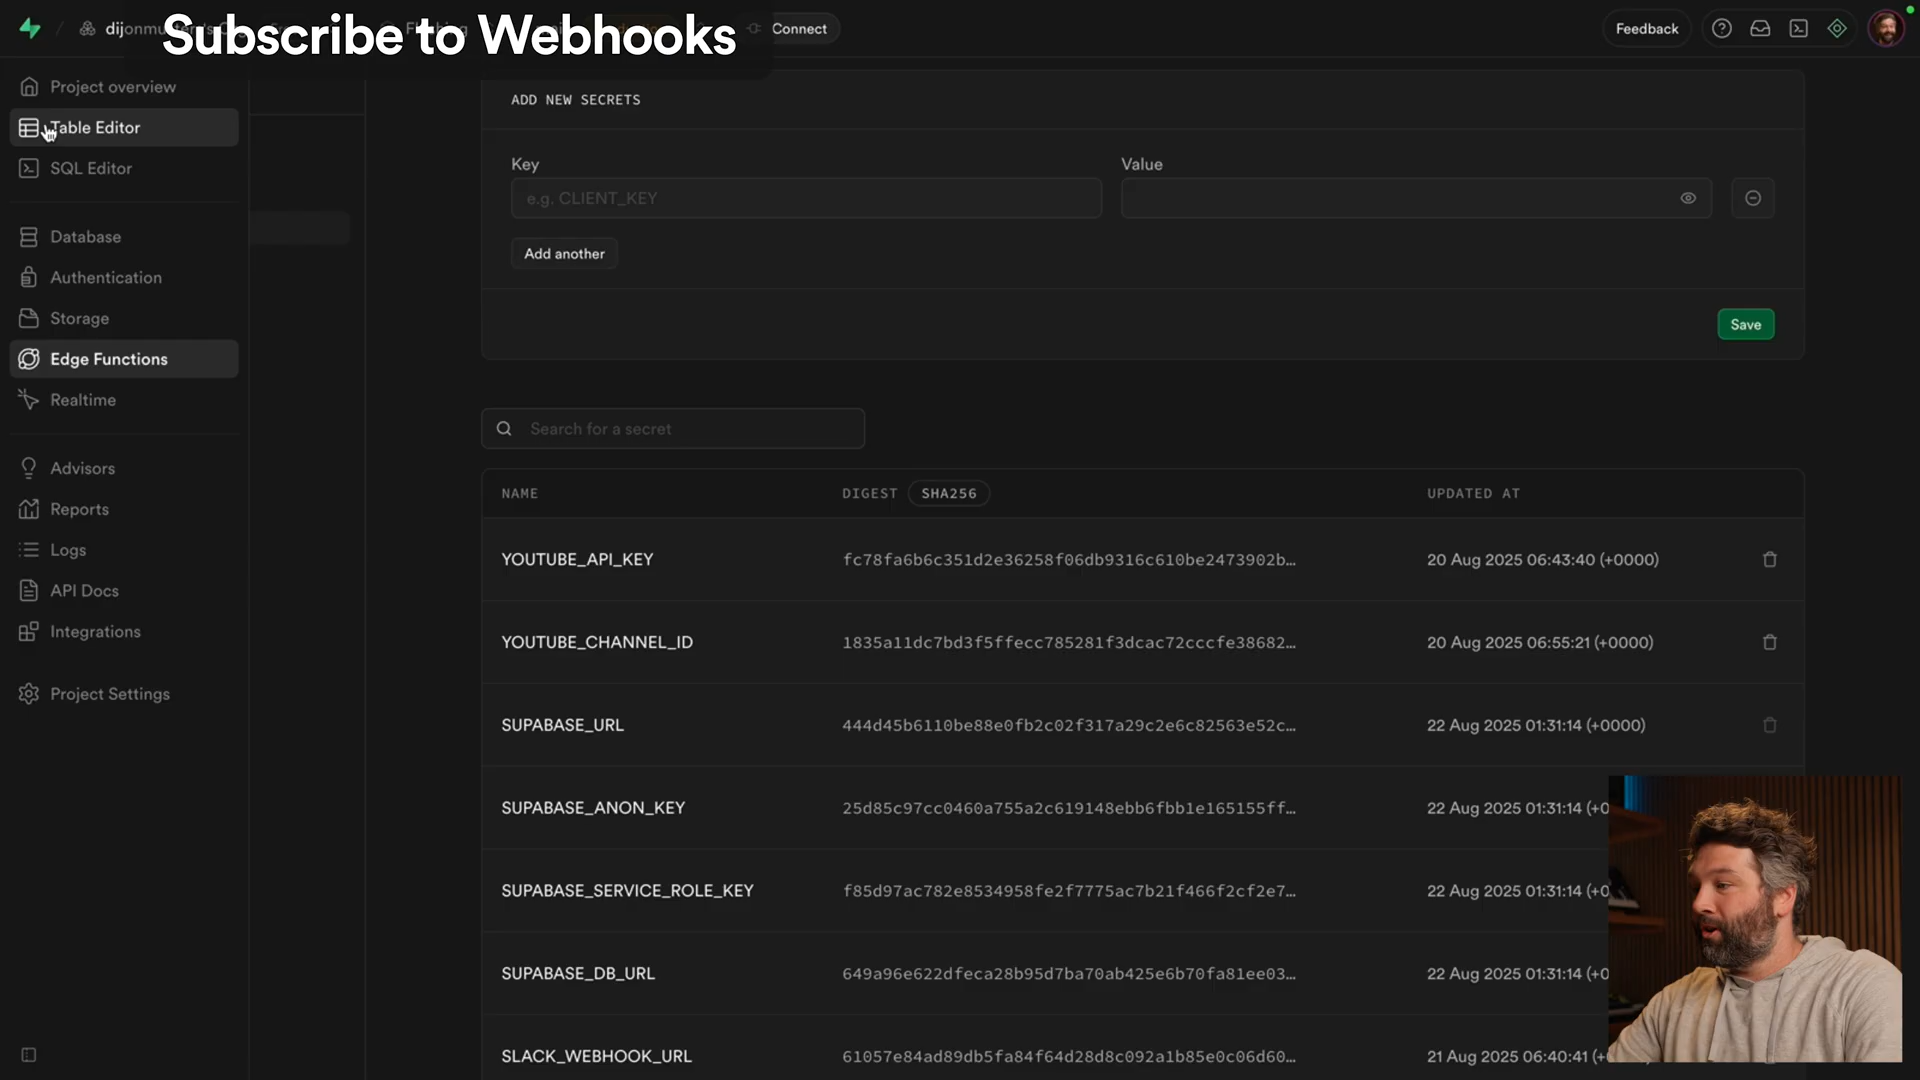 Subscribe to Webhooks
Connect
Feedback
Project overview
Table Editor
SQL Editor
Database
Authentication
Storage
Edge Functions
Realtime
Advisors
Reports
Logs
API Docs
Integrations
Project Settings
ADD NEW SECRETS
Key
Value
e.g. CLIENT_KEY
Add another
Save
Search for a secret
NAME
DIGEST SHA256
UPDATED AT
YOUTUBE_API_KEY fc78fa6b6c351d2e36258f06db9316c610be2473902b… 20 Aug 2025 06:43:40 (+0000)
YOUTUBE_CHANNEL_ID 1835a11dc7bd3f5ffecc785281f3dcac72cccfe38682… 20 Aug 2025 06:55:21 (+0000)
SUPABASE_URL 444d45b6110be88e0fb2c02f317a29c2e6c82563e52c… 22 Aug 2025 01:31:14 (+0000)
SUPABASE_ANON_KEY 25d85c97cc0460a755a2c619148ebb6fbb1e165155ff… 22 Aug 2025 01:31:14 (+0
SUPABASE_SERVICE_ROLE_KEY f85d97ac782e8534958fe2f7775ac7b21f466f2cf2e7… 22 Aug 2025 01:31:14 (+0
SUPABASE_DB_URL 649a96e622dfeca28b95d7ba70ab425e6b70fa81ee03… 22 Aug 2025 01:31:14 (+0
SLACK_WEBHOOK_URL 61057e84ad89db5fa84f64d28d8c092a1b85e0c06d60… 21 Aug 2025 06:40:41 (+0